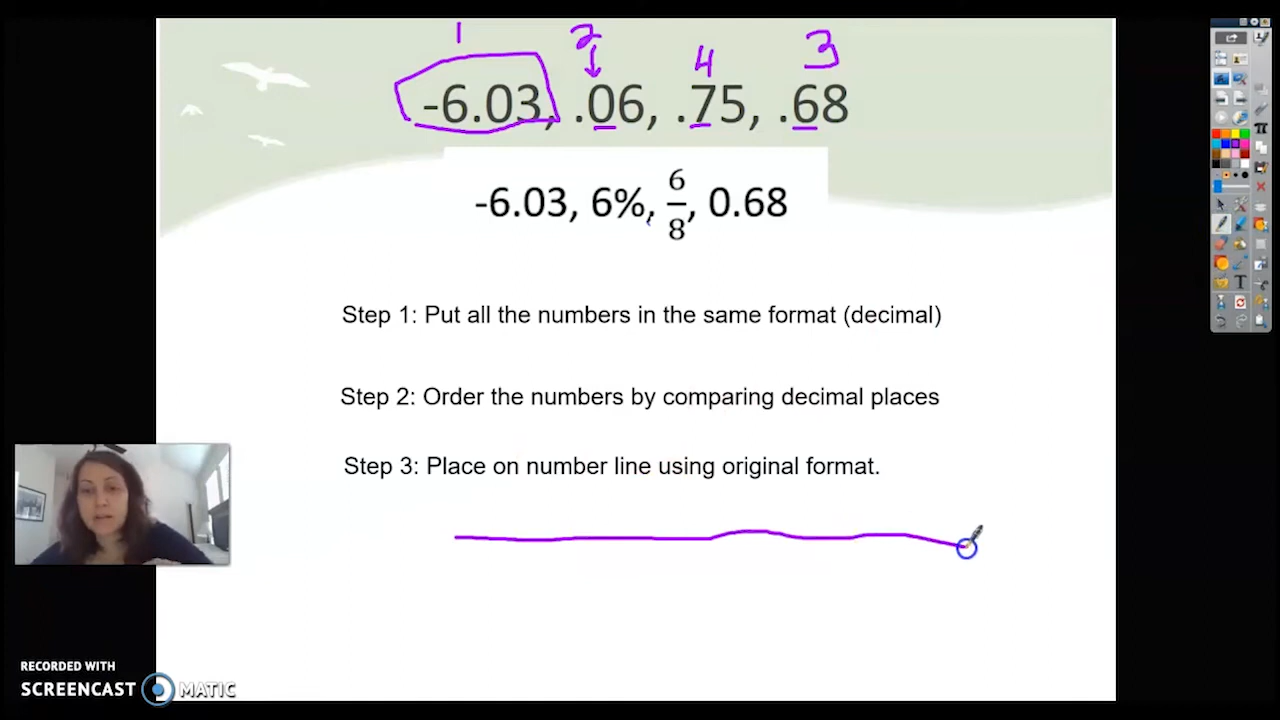 1 2 4 3
-6.03, .06, .75, .68
-6.03, 6%, 6/8, 0.68
Step 1: Put all the numbers in the same format (decimal)
Step 2: Order the numbers by comparing decimal places
Step 3: Place on number line using original format.
RECORDED WITH
SCREENCAST MATIC